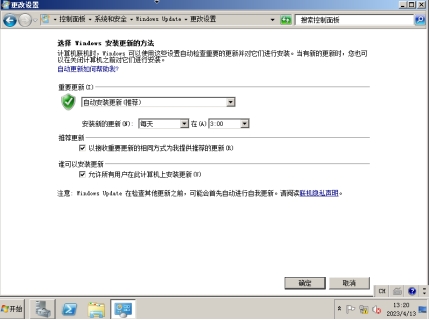 更改设置
控制面板 系统和安全 Windows Update 更改设置
搜索控制面板
选择 Windows 安装更新的方法
计算机联机时，Windows 可以使用这些设置自动检查重要的更新并对它们进行安装。当有新的更新时，您也可
以在关闭计算机之前对它们进行安装。
自动更新如何帮助我?
重要更新(I)
自动安装更新(推荐)
安装新的更新(N): 每天 在(A) 3:00
推荐更新
以接收重要更新的相同方式为我提供推荐的更新(R)
谁可以安装更新
允许所有用户在此计算机上安装更新(U)
注意: Windows Update 在检查其他更新之前，可能会首先自动进行自我更新。请阅读联机隐私声明。
确定 取消
CH
开始
13:20
2023/4/13